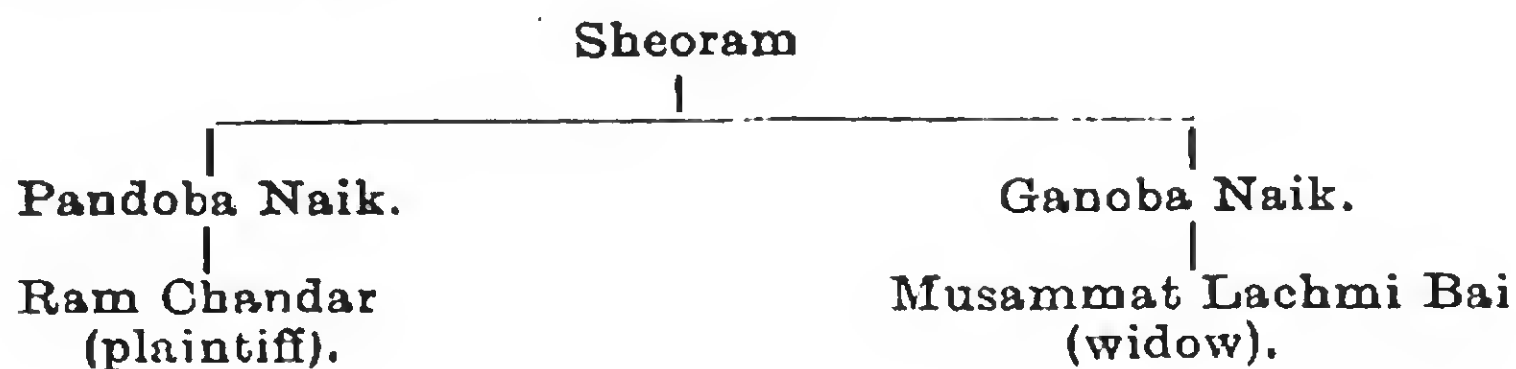 Sheoram
Pandoba Naik. Ganoba Naik.
Ram Chandar Musammat Lachmi Bai
(plaintiff). (widow).